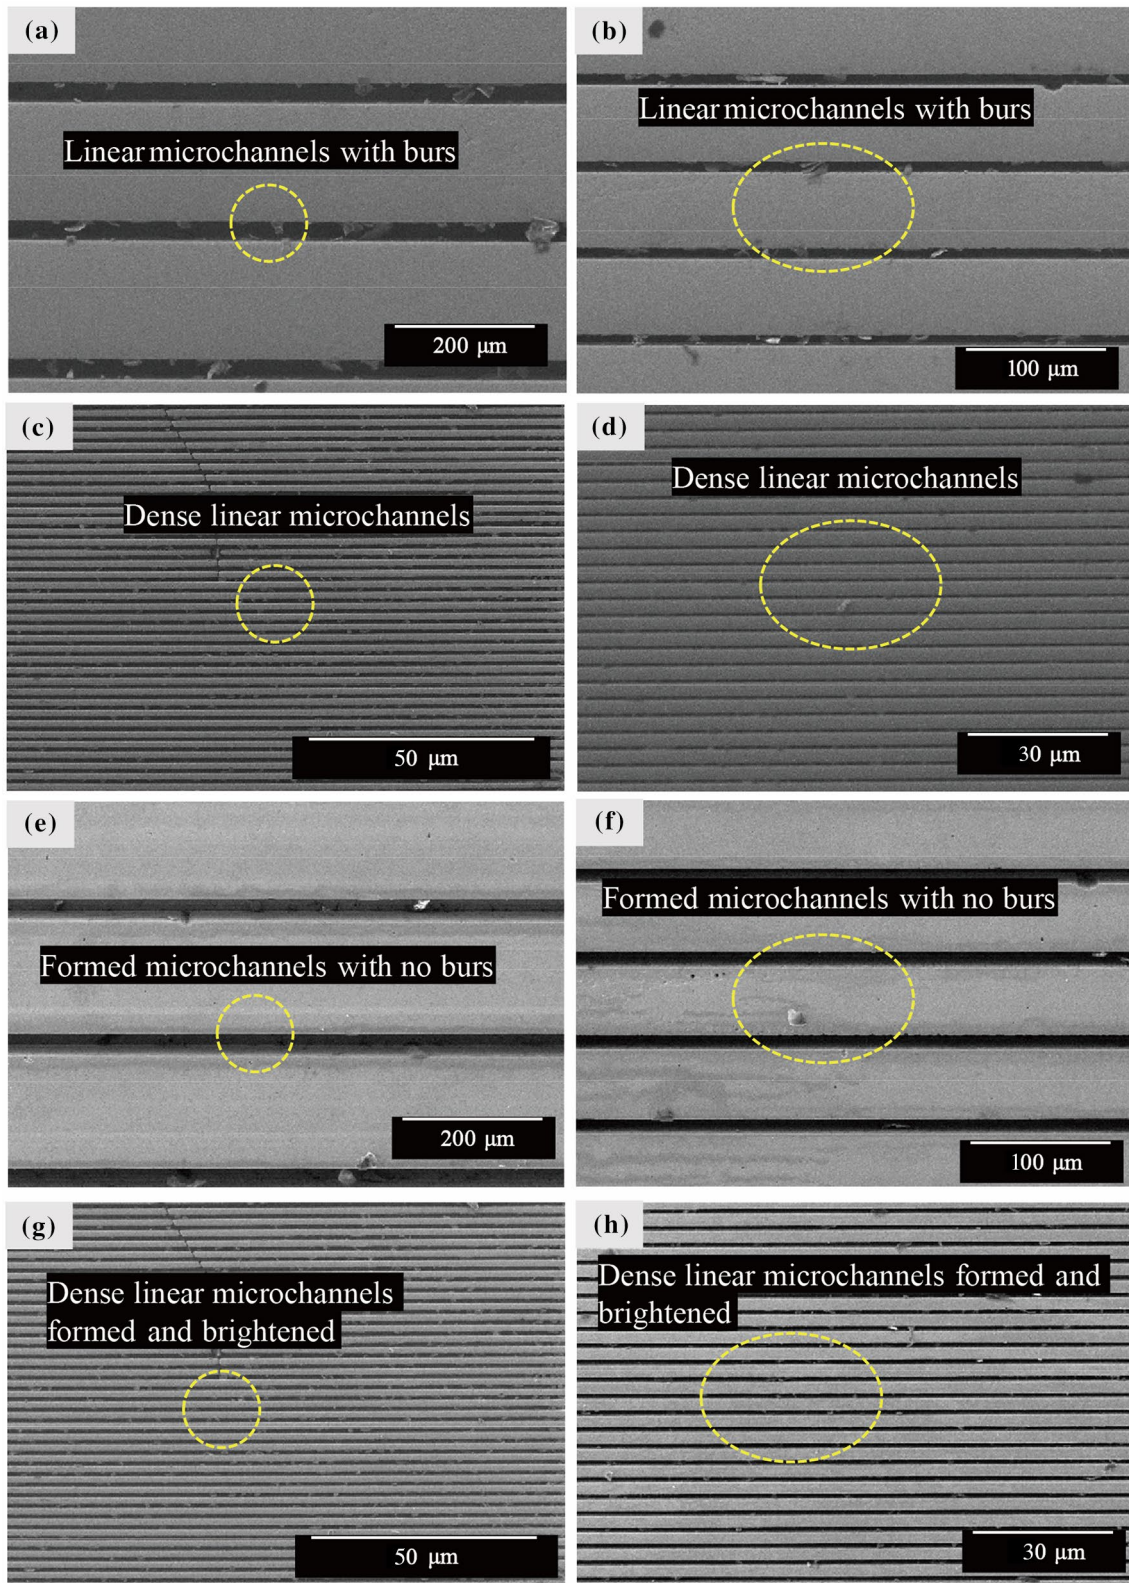 (a)
Linear microchannels with burs
200 μm
(b)
Linear microchannels with burs
100 μm
(c)
Dense linear microchannels
50 μm
(d)
Dense linear microchannels
30 μm
(e)
Formed microchannels with no burs
200 μm
(f)
Formed microchannels with no burs
100 μm
(g)
Dense linear microchannels
formed and brightened
50 μm
(h)
Dense linear microchannels formed and
brightened
30 μm